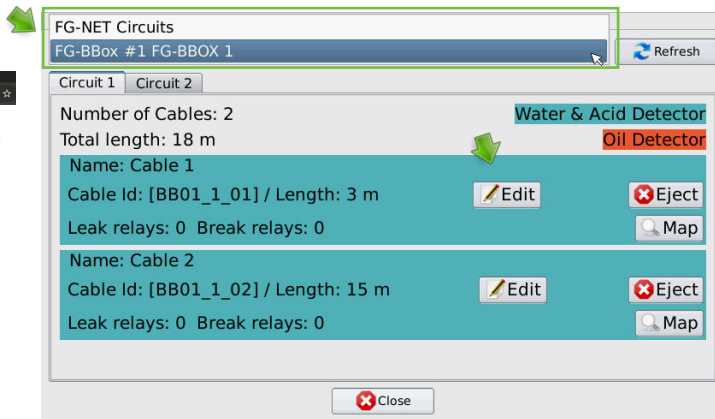 FG-NET Circuits
FG-BBox #1 FG-BBOX 1
Refresh
Circuit 1 Circuit 2
Number of Cables: 2 Water & Acid Detector
Total length: 18 m Oil Detector
Name: Cable 1
Cable Id: [BB01_1_01] / Length: 3 m Edit Eject
Leak relays: 0 Break relays: 0 Map
Name: Cable 2
Cable Id: [BB01_1_02] / Length: 15 m Edit Eject
Leak relays: 0 Break relays: 0 Map
Close